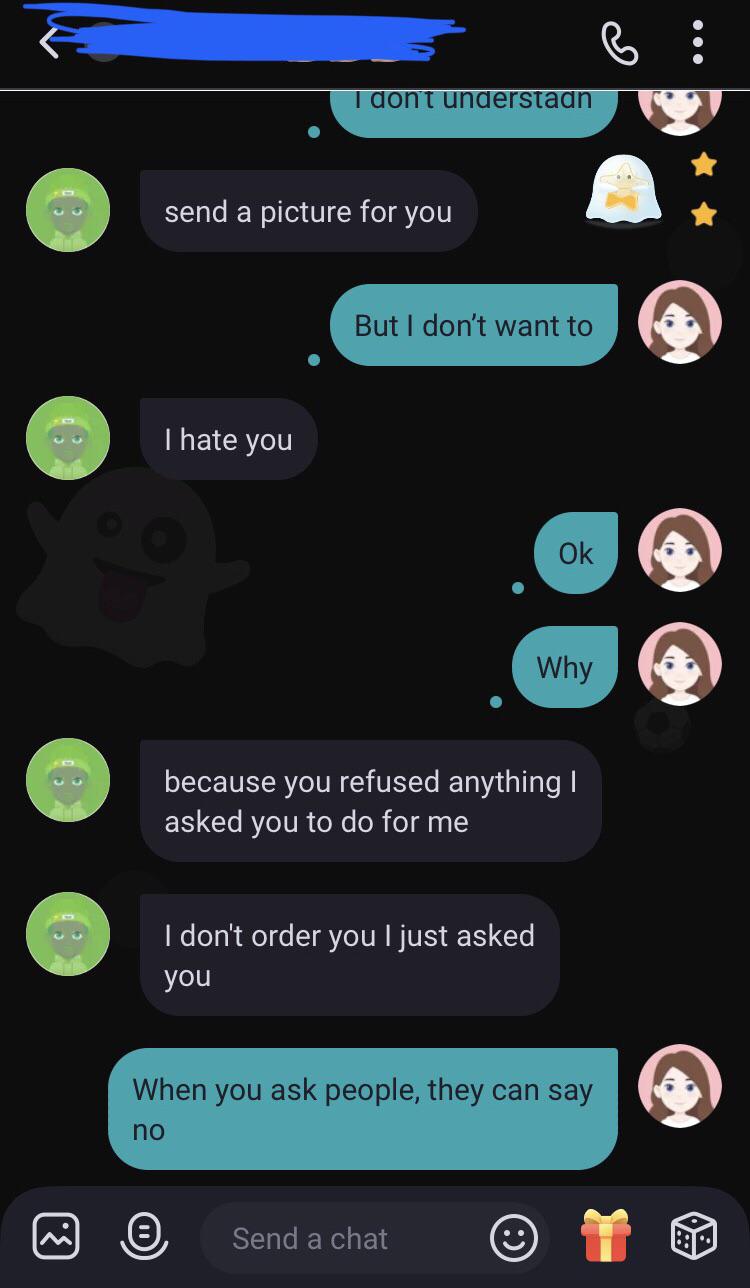 I don't understadn
send a picture for you
But I don’t want to
I hate you
Ok
Why
because you refused anything I
asked you to do for me
I don't order you I just asked
you
When you ask people, they can say
no
Send a chat